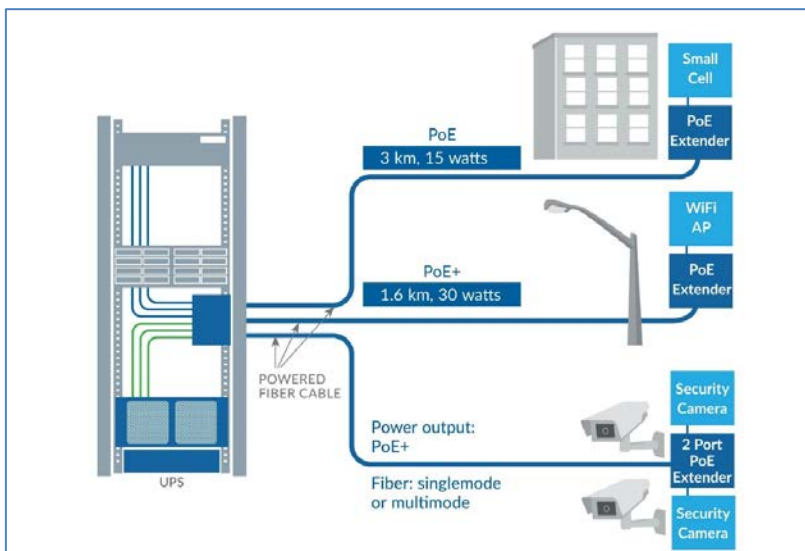 Small
Cell
PoE
Extender
PoE
3 km, 15 watts
WiFi
AP
PoE
Extender
PoE+
1.6 km, 30 watts
POWERED
FIBER CABLE
Security
Camera
2 Port
PoE
Extender
Security
Camera
Power output:
PoE+
Fiber: singlemode
or multimode
UPS